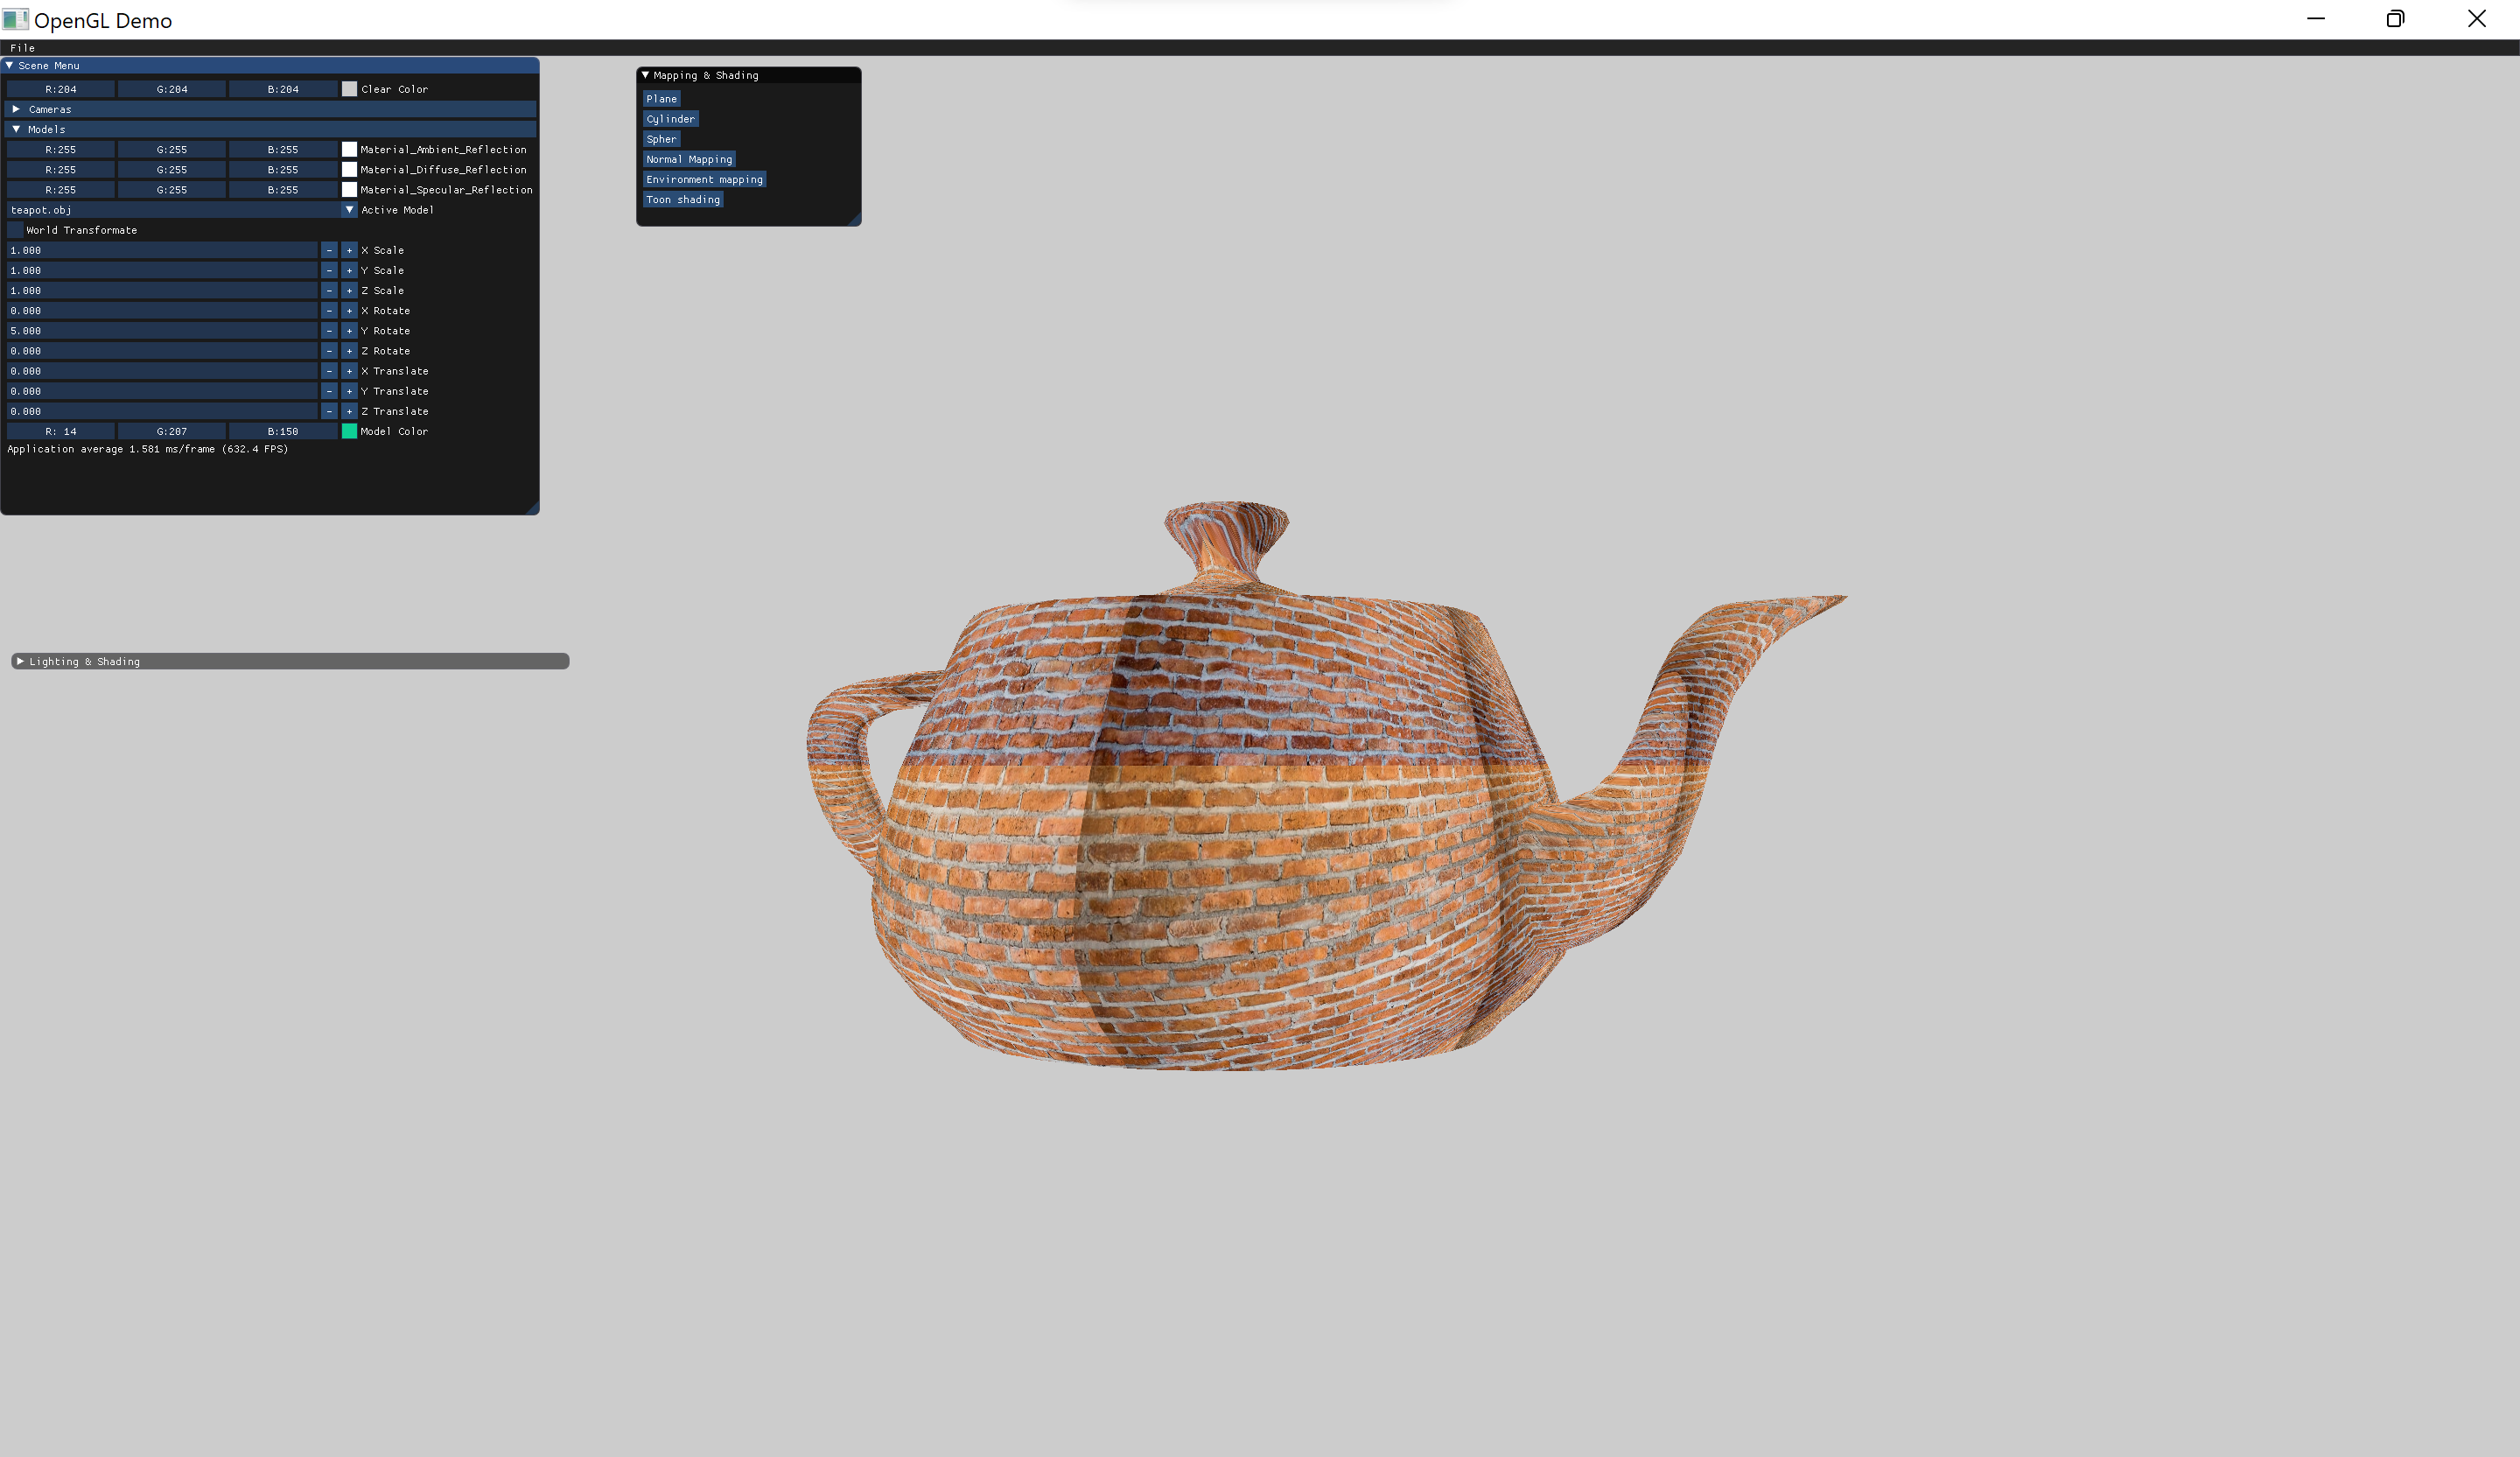 OpenGL Demo
File
Scene Menu
R:204 G:204 B:204 Clear Color
Cameras
Models
R:255 G:255 B:255 Material_Ambient_Reflection
R:255 G:255 B:255 Material_Diffuse_Reflection
R:255 G:255 B:255 Material_Specular_Reflection
teapot.obj Active Model
World Transformate
1.000 - + X Scale
1.000 - + Y Scale
1.000 - + Z Scale
0.000 - + X Rotate
5.000 - + Y Rotate
0.000 - + Z Rotate
0.000 - + X Translate
0.000 - + Y Translate
0.000 - + Z Translate
R: 14 G:207 B:150 Model Color
Application average 1.581 ms/frame (632.4 FPS)
Mapping & Shading
Plane
Cylinder
Spher
Normal Mapping
Environment mapping
Toon shading
Lighting & Shading